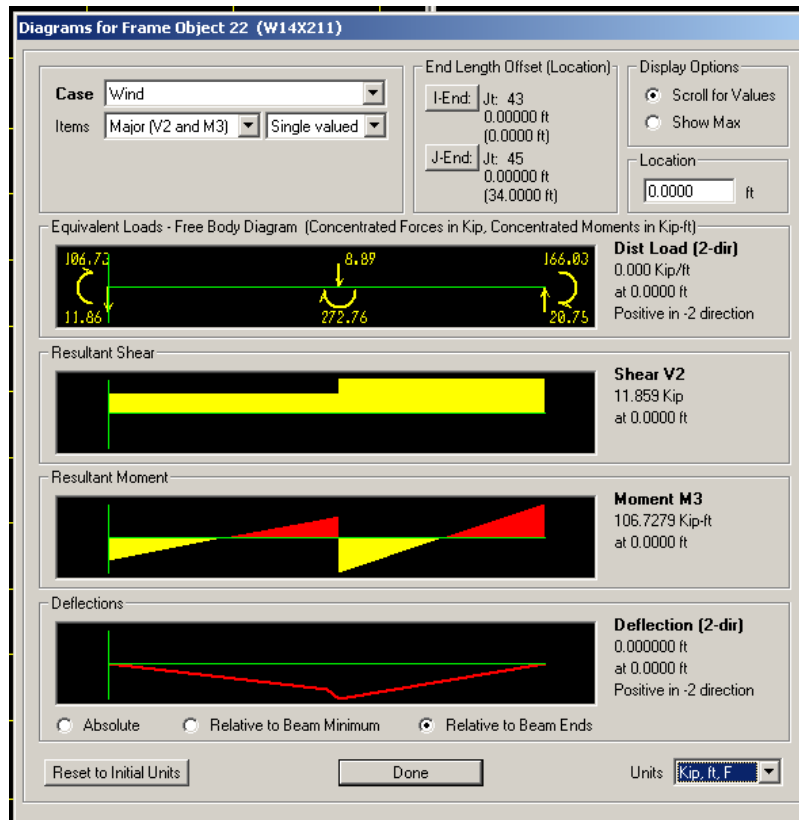 Diagrams for Frame Object 22 (W14X211)
Case Wind
Items Major (V2 and M3) Single valued
End Length Offset (Location)
I-End: Jt: 43
0.00000 ft
(0.0000 ft)
J-End: Jt: 45
0.00000 ft
(34.0000 ft)
Display Options
Scroll for Values
Show Max
Location
0.0000 ft
Equivalent Loads - Free Body Diagram (Concentrated Forces in Kip, Concentrated Moments in Kip-ft)
106.73 8.89 166.03
11.86 272.76 20.75
Dist Load (2-dir)
0.000 Kip/ft
at 0.0000 ft
Positive in -2 direction
Resultant Shear
Shear V2
11.859 Kip
at 0.0000 ft
Resultant Moment
Moment M3
106.7279 Kip-ft
at 0.0000 ft
Deflections
Deflection (2-dir)
0.000000 ft
at 0.0000 ft
Positive in -2 direction
Absolute Relative to Beam Minimum Relative to Beam Ends
Reset to Initial Units Done Units Kip, ft, F